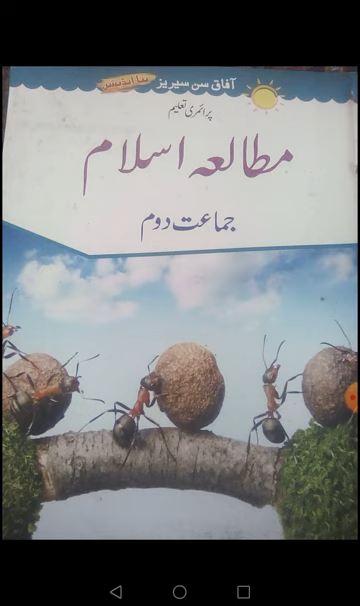 آفاق سن سیریز نیا ایڈیشن
پرائمری تعلیم
مطالعہ اسلام
جماعت دوم